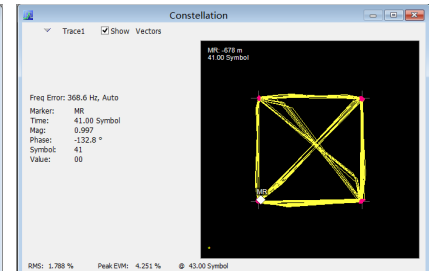 Constellation
Trace1 Show Vectors
MR: -678 m
41.00 Symbol
Freq Error: 368.6 Hz, Auto
Marker: MR
Time: 41.00 Symbol
Mag: 0.997
Phase: -132.8 °
Symbol: 41
Value: 00
MR
RMS: 1.788 % Peak EVM: 4.251 % @ 43.00 Symbol